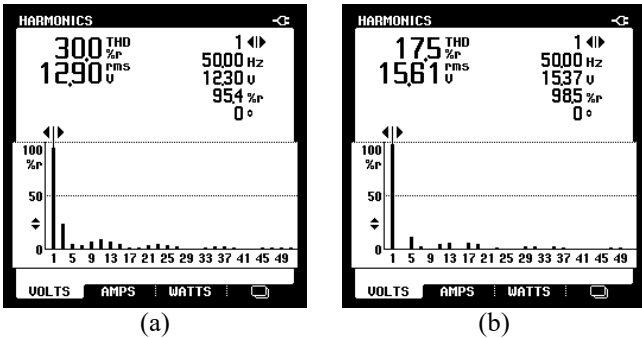 HARMONICS
30,0 THD %r
12,90 rms V
1
50,00 Hz
12,30 V
95,4 %r
0 °
100
%r
50
0
1 5 9 13 17 21 25 29 33 37 41 45 49
VOLTS AMPS WATTS
(a)
HARMONICS
17,5 THD %r
15,61 rms V
1
50,00 Hz
15,37 V
98,5 %r
0 °
100
%r
50
0
1 5 9 13 17 21 25 29 33 37 41 45 49
VOLTS AMPS WATTS
(b)